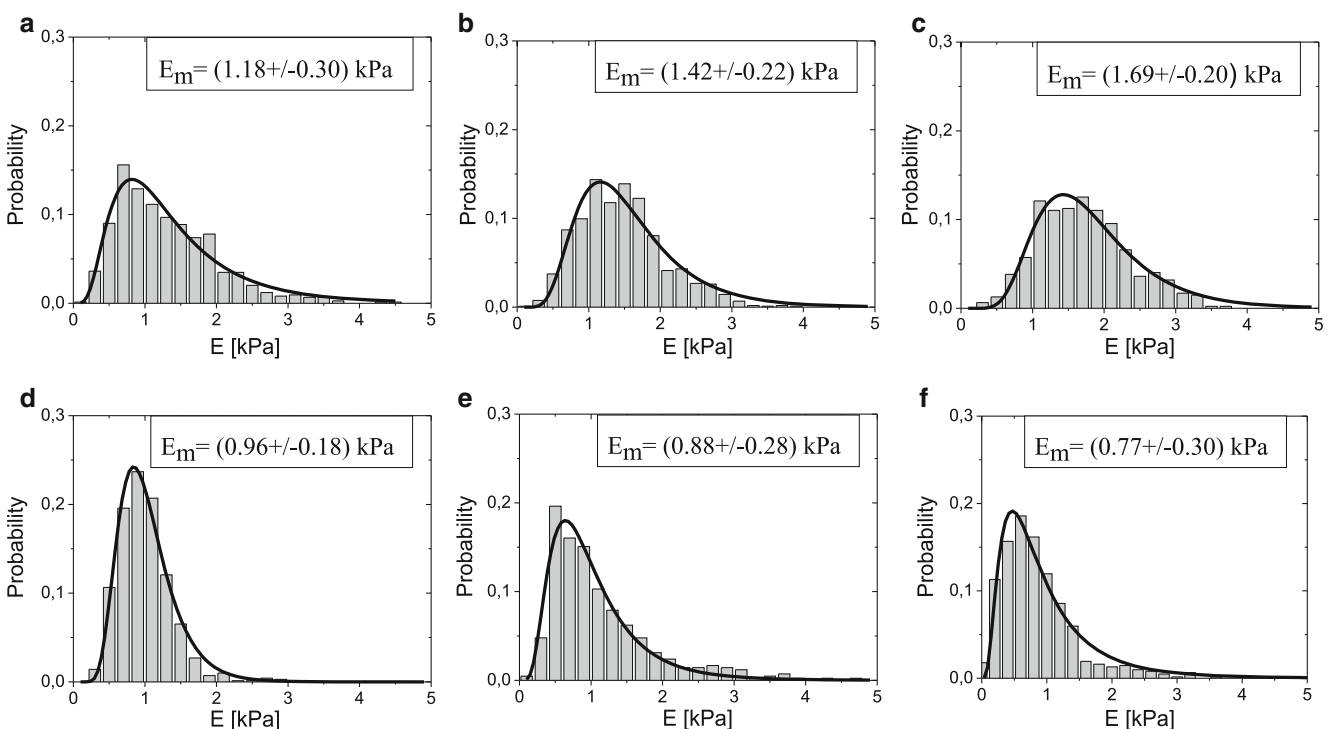 a
0,3
0,2
0,1
0,0
Probability
E_m= (1.18+/-0.30) kPa
0 1 2 3 4 5
E [kPa]
b
0,3
0,2
0,1
0,0
Probability
E_m= (1.42+/-0.22) kPa
0 1 2 3 4 5
E [kPa]
c
0,3
0,2
0,1
0,0
Probability
E_m= (1.69+/-0.20) kPa
0 1 2 3 4 5
E [kPa]
d
0,3
0,2
0,1
0,0
Probability
E_m= (0.96+/-0.18) kPa
0 1 2 3 4 5
E [kPa]
e
0,3
0,2
0,1
0,0
Probability
E_m= (0.88+/-0.28) kPa
0 1 2 3 4 5
E [kPa]
f
0,3
0,2
0,1
0,0
Probability
E_m= (0.77+/-0.30) kPa
0 1 2 3 4 5
E [kPa]